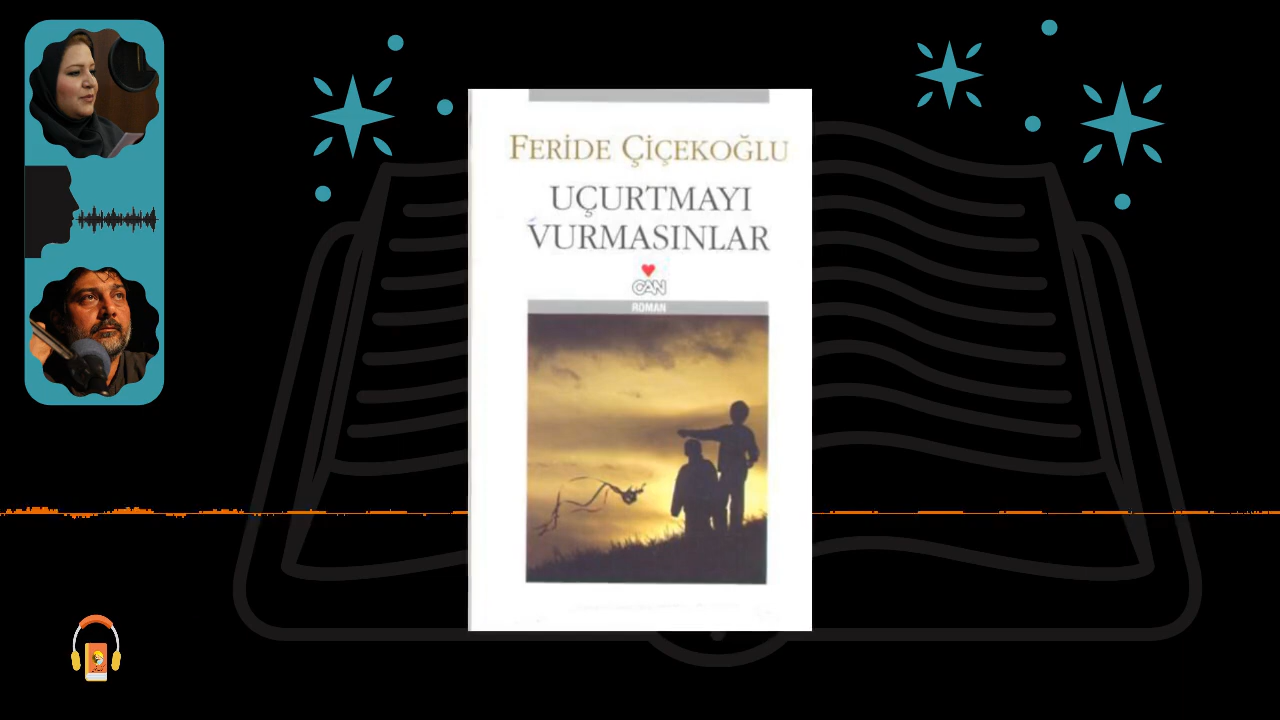 FERİDE ÇİÇEKOĞLU
UÇURTMAYI
VURMASINLAR
CAN
ROMAN